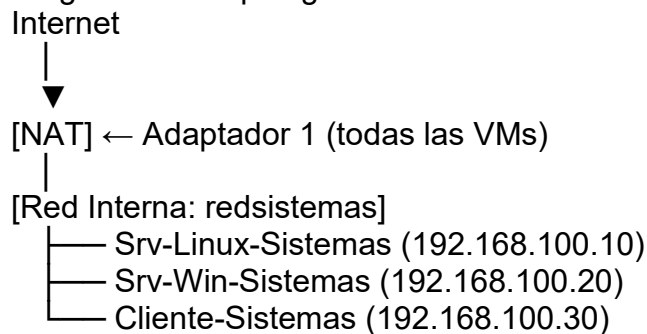 Internet
│
▼
[NAT] ← Adaptador 1 (todas las VMs)
│
[Red Interna: redsistemas]
├── Srv-Linux-Sistemas (192.168.100.10)
├── Srv-Win-Sistemas (192.168.100.20)
└── Cliente-Sistemas (192.168.100.30)